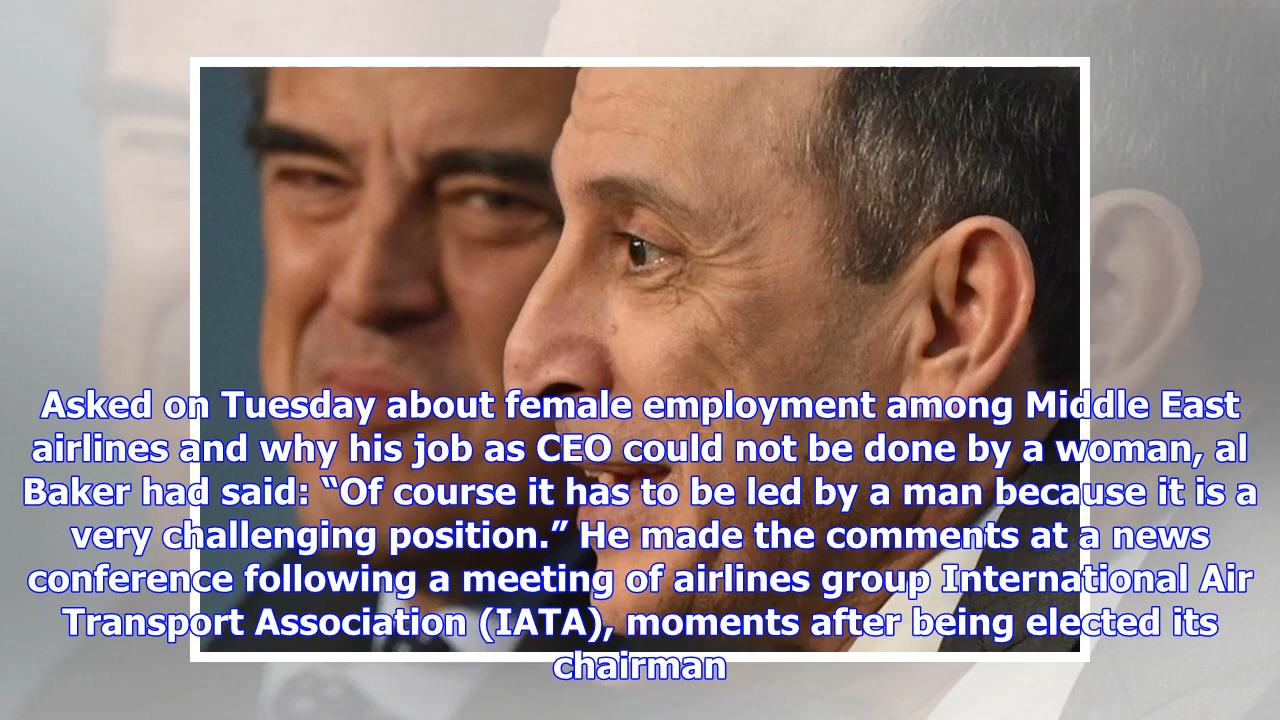 Asked on Tuesday about female employment among Middle East
airlines and why his job as CEO could not be done by a woman, al
Baker had said: “Of course it has to be led by a man because it is a
very challenging position.” He made the comments at a news
conference following a meeting of airlines group International Air
Transport Association (IATA), moments after being elected its
chairman